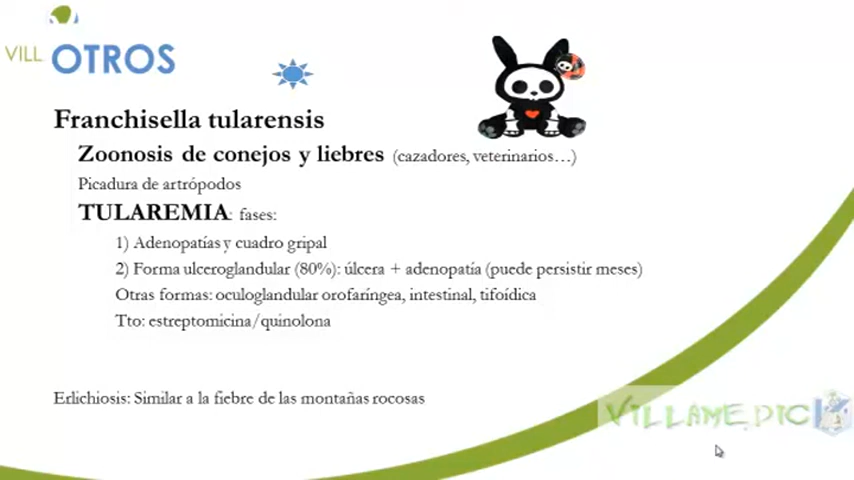 VILL OTROS
Franchisella tularensis
Zoonosis de conejos y liebres (cazadores, veterinarios…)
Picadura de artrópodos
TULAREMIA: fases:
1) Adenopatías y cuadro gripal
2) Forma ulceroglandular (80%): úlcera + adenopatía (puede persistir meses)
Otras formas: oculoglandular orofaríngea, intestinal, tifoídica
Tto: estreptomicina/quinolona
Erlichiosis: Similar a la fiebre de las montañas rocosas
VILLAMEDIC